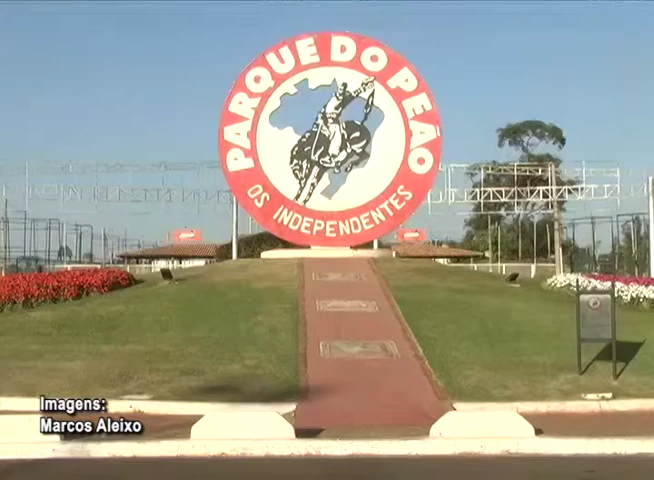 PARQUE DO PEÃO
OS INDEPENDENTES
Imagens:
Marcos Aleixo